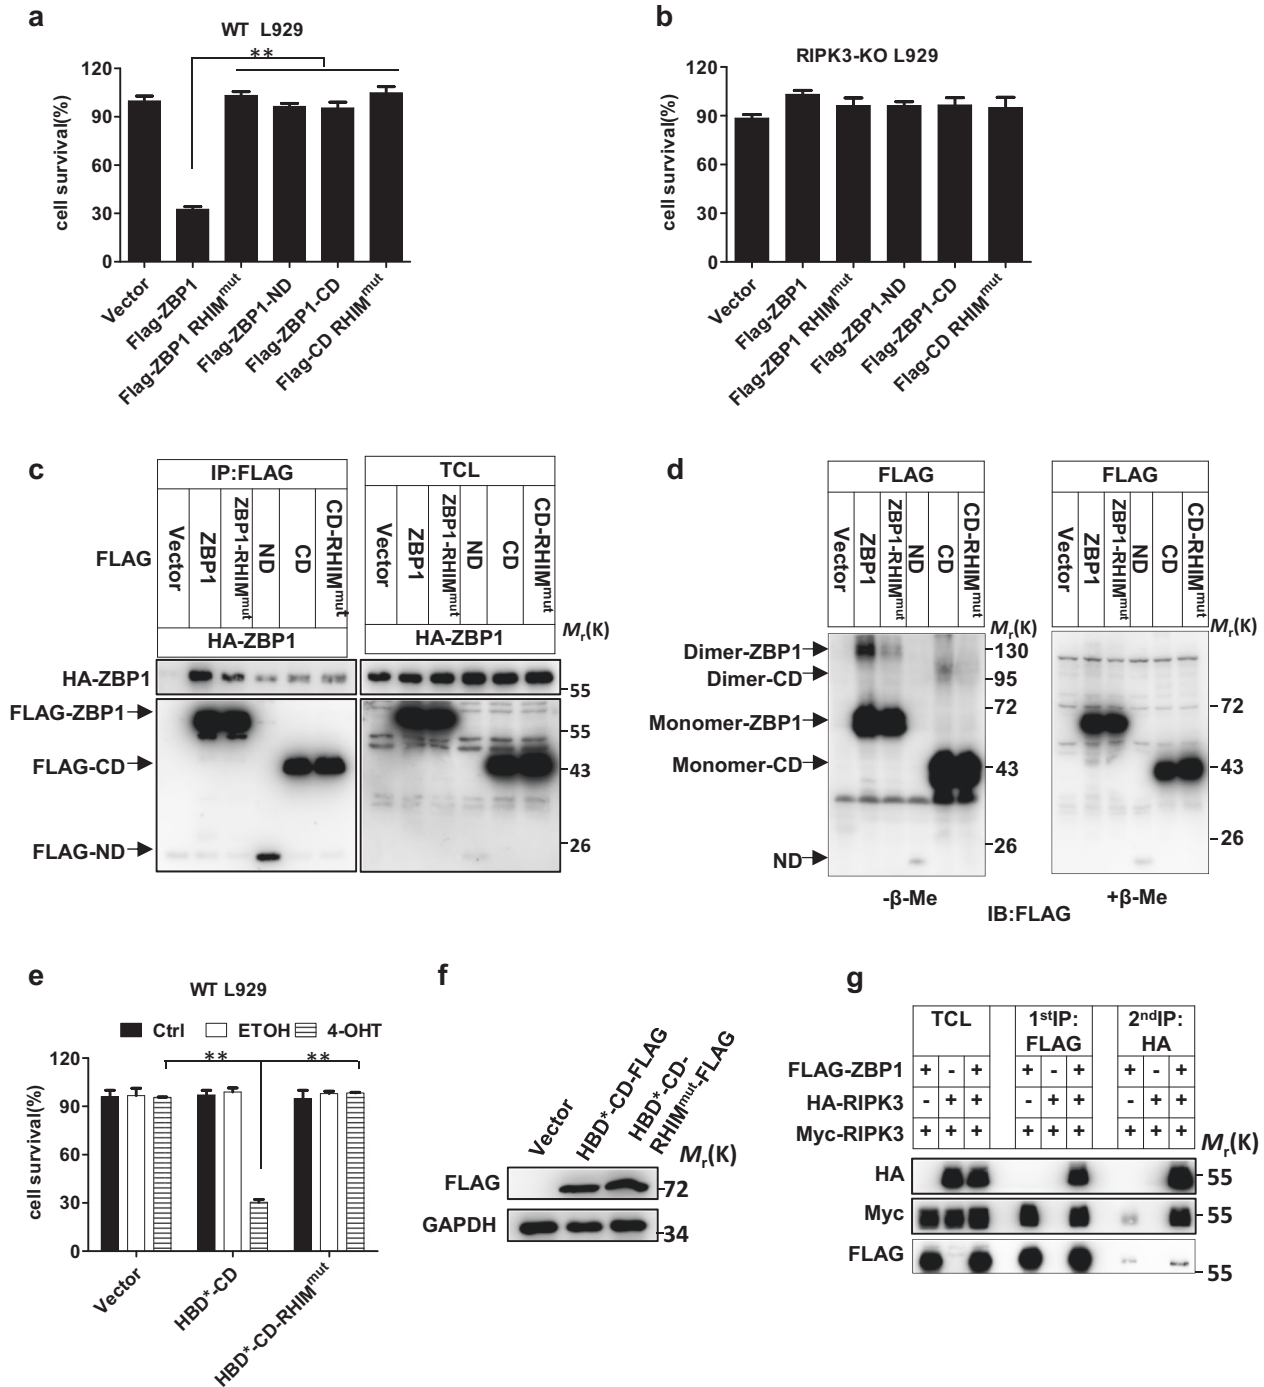 a
WT L929
**
cell survival(%)
120
90
60
30
0
Vector
Flag-ZBP1
Flag-ZBP1 RHIMmut
Flag-ZBP1-ND
Flag-ZBP1-CD
Flag-CD RHIMmut
b
RIPK3-KO L929
cell survival(%)
120
90
60
30
0
Vector
Flag-ZBP1
Flag-ZBP1 RHIMmut
Flag-ZBP1-ND
Flag-ZBP1-CD
Flag-CD RHIMmut
c
IP:FLAG
TCL
FLAG
Vector
ZBP1
ZBP1-RHIMmut
ND
CD
CD-RHIMmut
Vector
ZBP1
ZBP1-RHIMmut
ND
CD
CD-RHIMmut
HA-ZBP1
HA-ZBP1
Mr(K)
HA-ZBP1
55
FLAG-ZBP1
55
FLAG-CD
43
FLAG-ND
26
d
FLAG
FLAG
Vector
ZBP1
ZBP1-RHIMmut
ND
CD
CD-RHIMmut
Vector
ZBP1
ZBP1-RHIMmut
ND
CD
CD-RHIMmut
Mr(K)
Mr(K)
Dimer-ZBP1
130
Dimer-CD
95
72
72
Monomer-ZBP1
Monomer-CD
43
43
26
26
ND
-β-Me
+β-Me
IB:FLAG
e
WT L929
Ctrl
ETOH
4-OHT
** **
cell survival(%)
120
90
60
30
0
Vector
HBD*-CD
HBD*-CD-RHIMmut
f
Vector
HBD*-CD-FLAG
HBD*-CD-
RHIMmut-FLAG
Mr(K)
FLAG
72
GAPDH
34
g
TCL
1stIP:
FLAG
2ndIP:
HA
FLAG-ZBP1 + - + + - + + - +
HA-RIPK3 - + + - + + - + +
Myc-RIPK3 + + + + + + + + +
Mr(K)
HA
55
Myc
55
FLAG
55